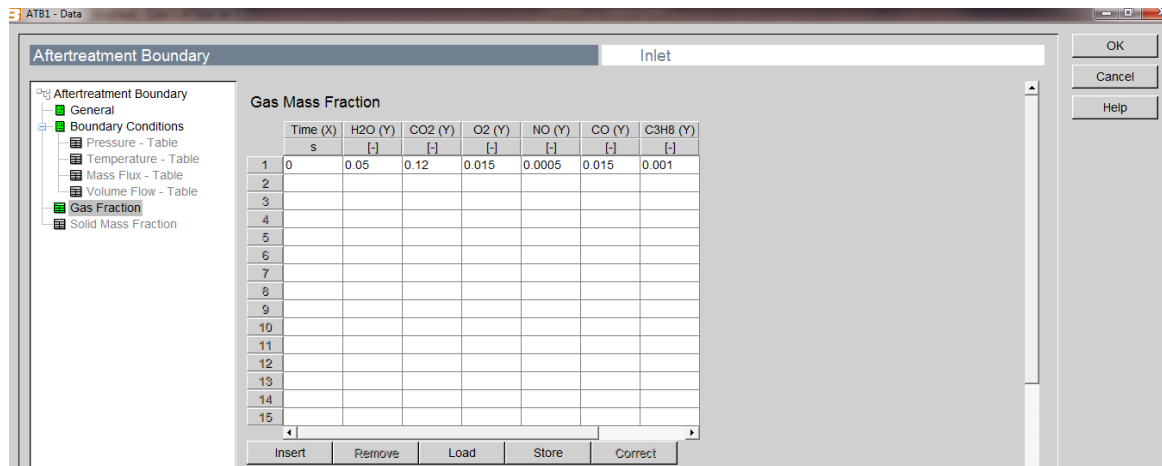 ATB1 - Data
Aftertreatment Boundary
Inlet
OK
Cancel
Help
Aftertreatment Boundary
General
Boundary Conditions
Pressure - Table
Temperature - Table
Mass Flux - Table
Volume Flow - Table
Gas Fraction
Solid Mass Fraction
Gas Mass Fraction
Time (X) H2O (Y) CO2 (Y) O2 (Y) NO (Y) CO (Y) C3H8 (Y)
s [-] [-] [-] [-] [-] [-]
1 0 0.05 0.12 0.015 0.0005 0.015 0.001
2
3
4
5
6
7
8
9
10
11
12
13
14
15
Insert Remove Load Store Correct